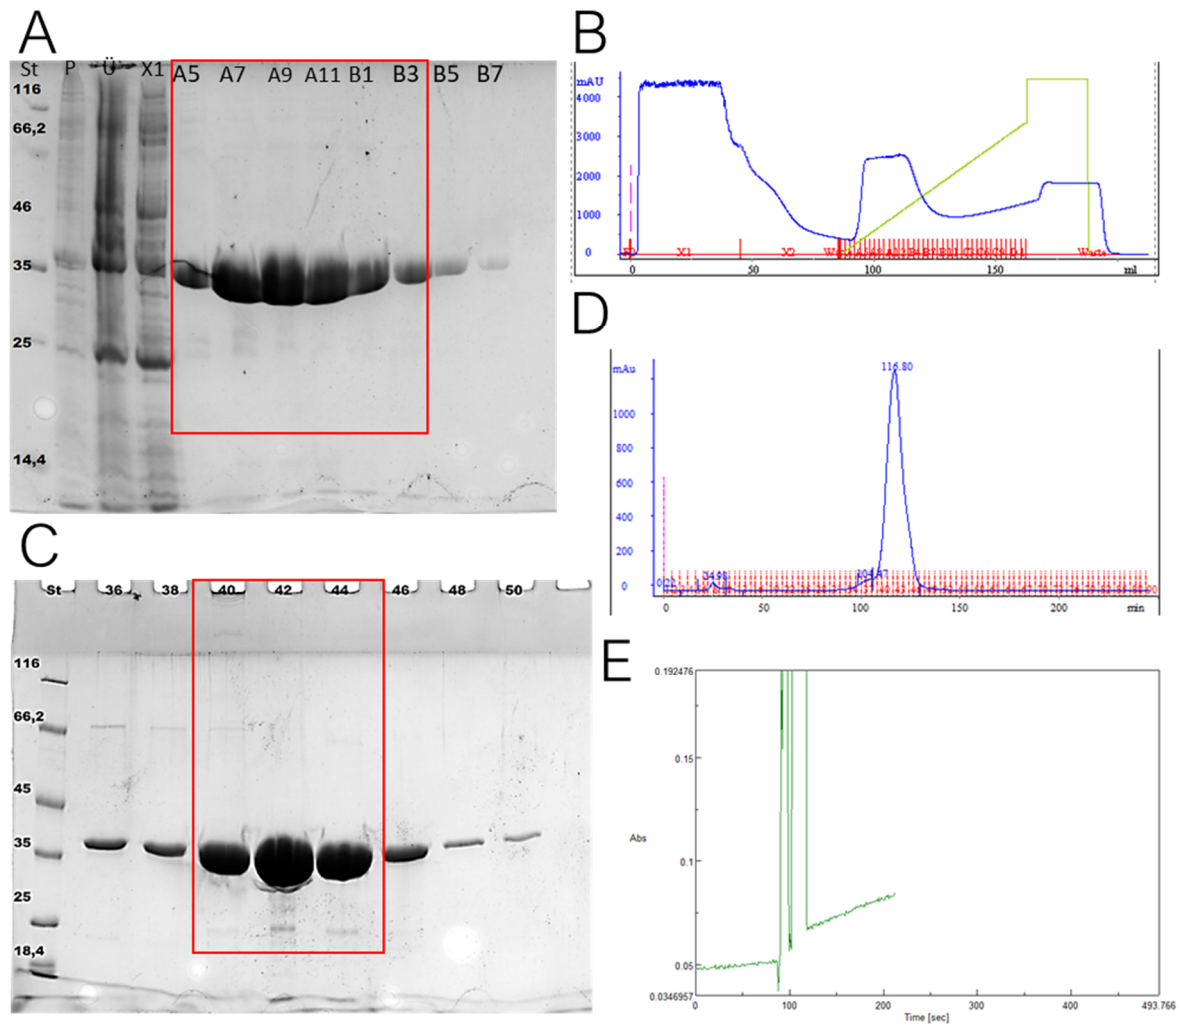 A
St P Ü X1 A5 A7 A9 A11 B1 B3 B5 B7
116
66,2
46
35
25
14,4
B
mAU
4000
3000
2000
1000
0
X1 X2
Waste
0 50 100 150 ml
C
St 36 38 40 42 44 46 48 50
116
66,2
45
35
25
18,4
D
mAu
116.80
1000
800
600
400
200
0
0 50 100 150 200 min
E
0.192476
0.15
Abs
0.1
0.05
0.0346957
0 100 200 300 400 493.766
Time [sec]